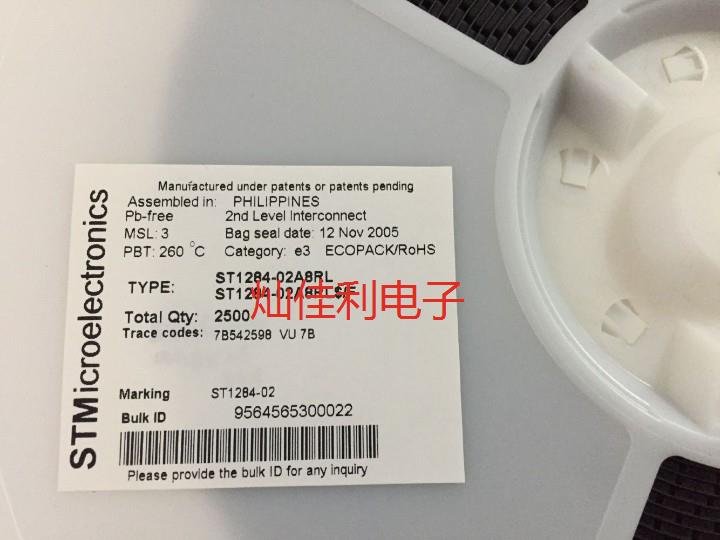 STMicroelectronics
Manufactured under patents or patents pending
Assembled in: PHILIPPINES
Pb-free 2nd Level Interconnect
MSL: 3 Bag seal date: 12 Nov 2005
PBT: 260 °C Category: e3 ECOPACK/RoHS
TYPE: ST1284-02A8RL
ST1284-02A8RL
灿佳利电子
Total Qty: 2500
Trace codes: 7B542598 VU 7B
Marking ST1284-02
Bulk ID 9564565300022
Please provide the bulk ID for any inquiry